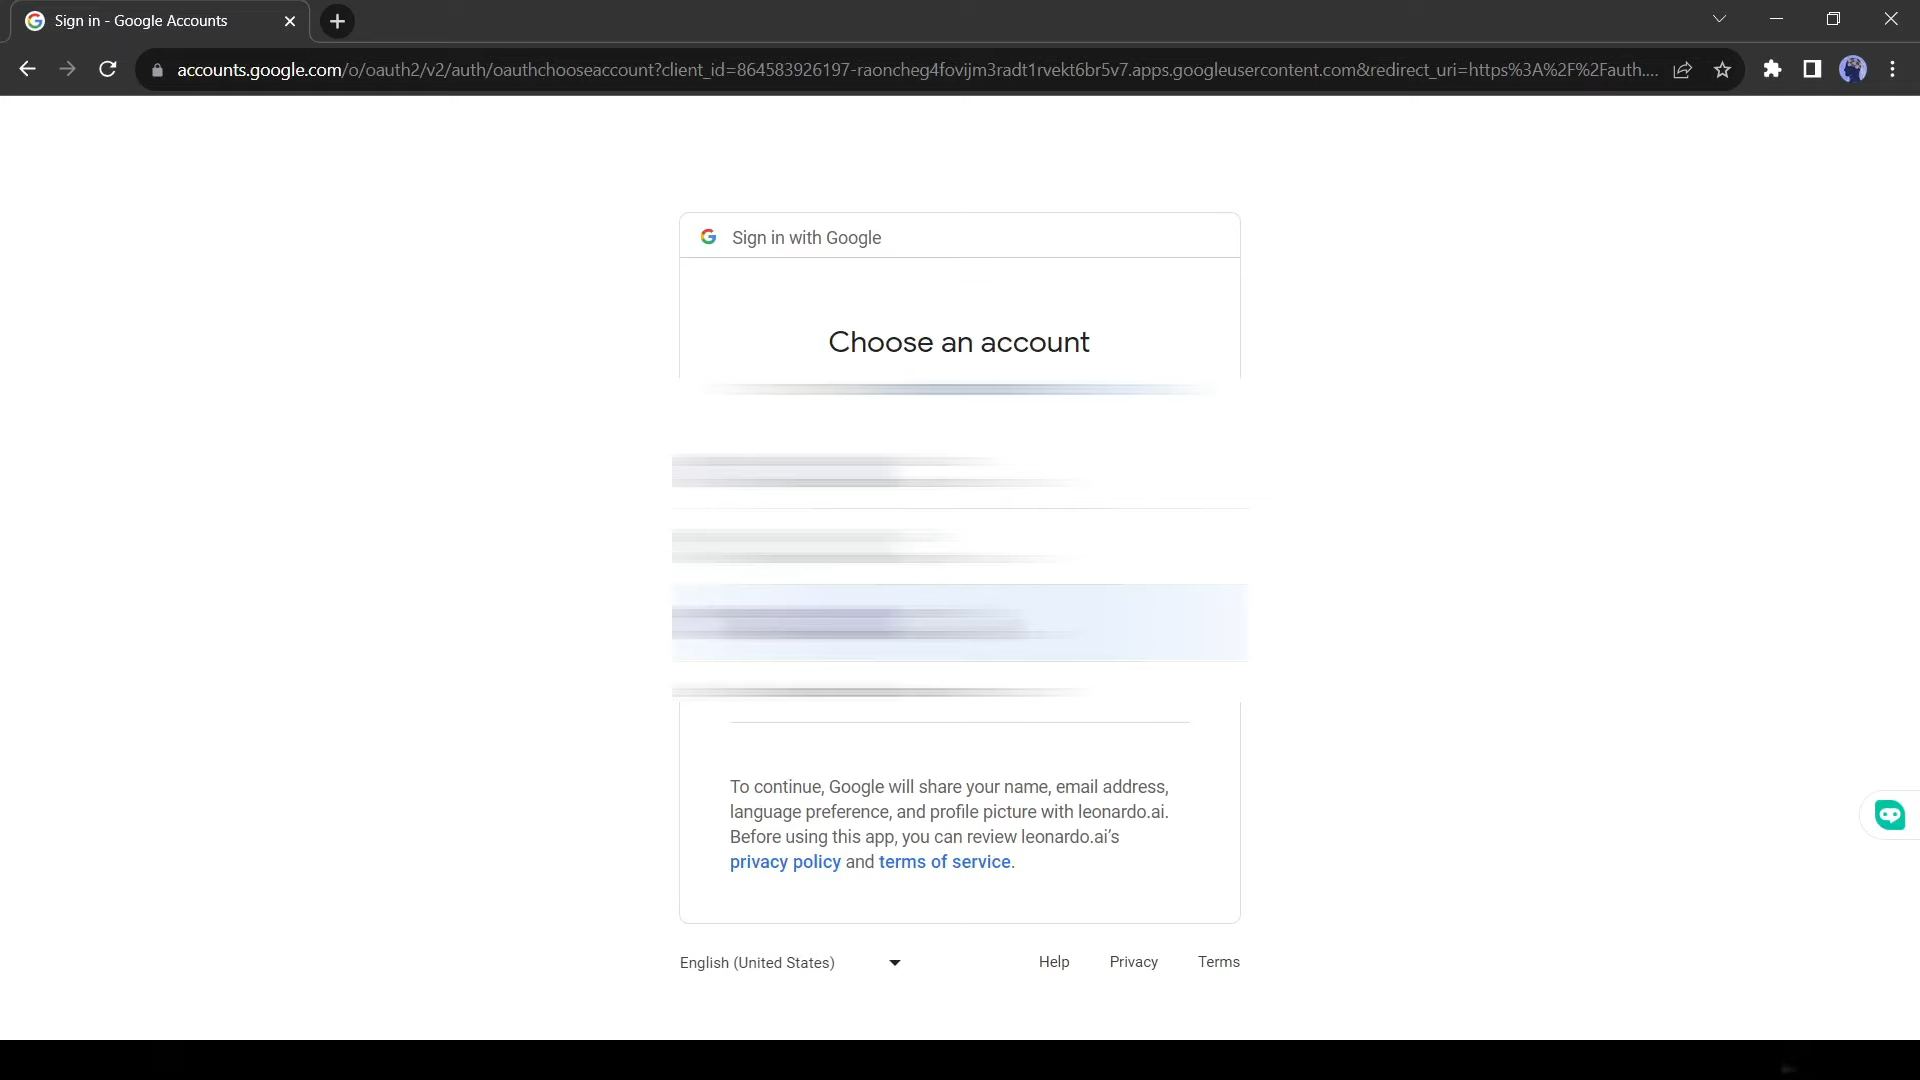 Sign in - Google Accounts
accounts.google.com/o/oauth2/v2/auth/oauthchooseaccount?client_id=864583926197-raoncheg4fovijm3radt1rvekt6br5v7.apps.googleusercontent.com&redirect_uri=https%3A%2F%2Fauth....
Sign in with Google
Choose an account
To continue, Google will share your name, email address,
language preference, and profile picture with leonardo.ai.
Before using this app, you can review leonardo.ai’s
privacy policy and terms of service.
English (United States)
Help
Privacy
Terms